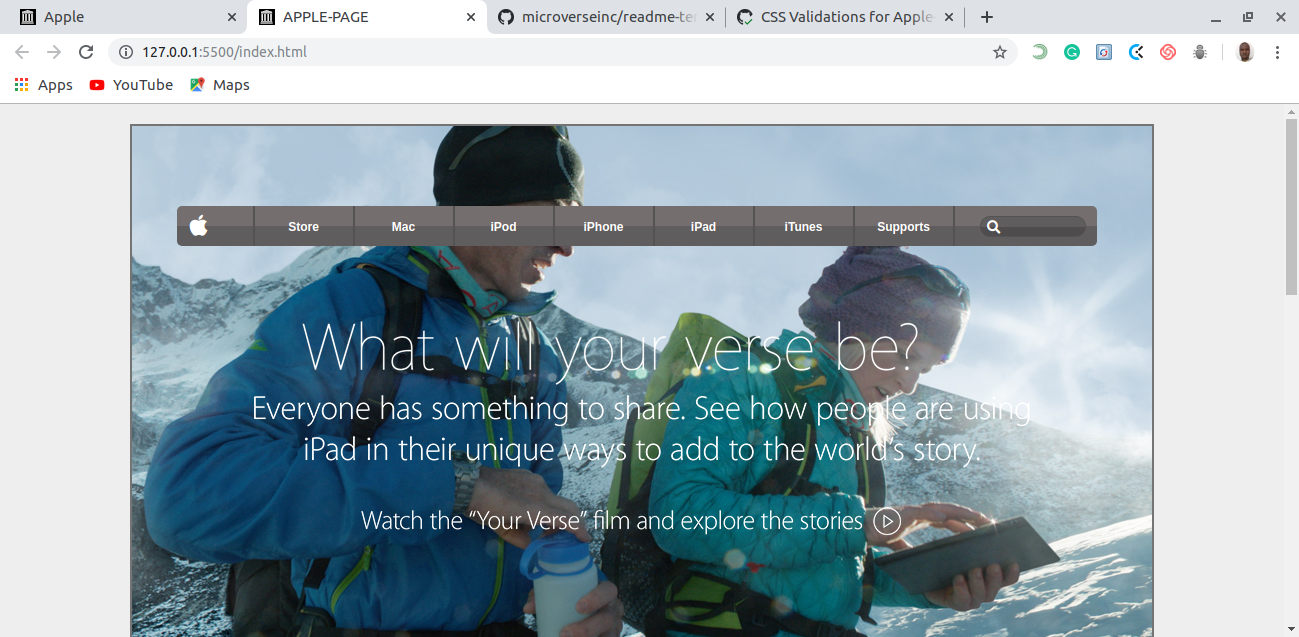 Apple
APPLE-PAGE
microverseinc/readme-te
CSS Validations for Apple
127.0.0.1:5500/index.html
Apps
YouTube
Maps
Store
Mac
iPod
iPhone
iPad
iTunes
Supports
What will your verse be?
Everyone has something to share. See how people are using
iPad in their unique ways to add to the world’s story.
Watch the “Your Verse” film and explore the stories